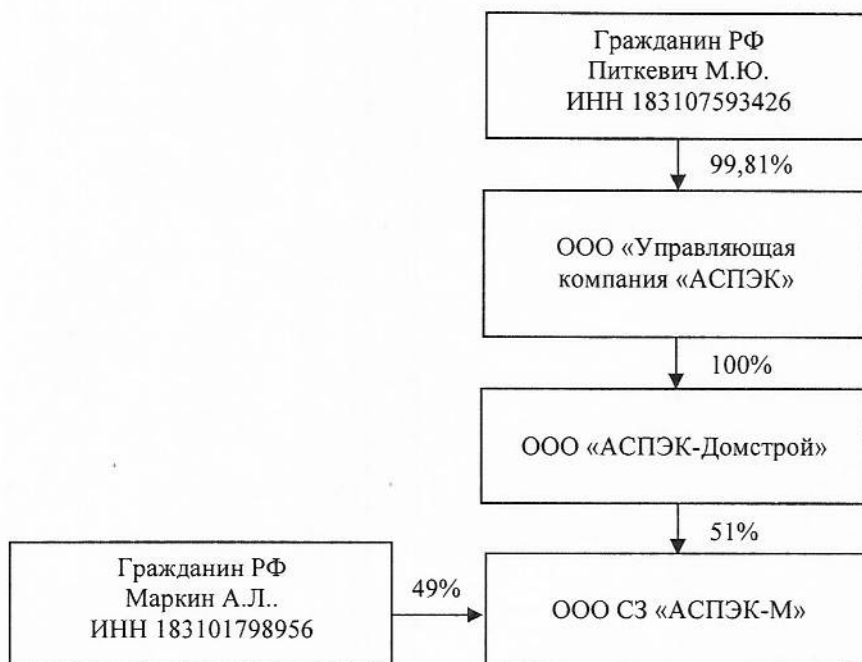 Гражданин РФ
Питкевич М.Ю.
ИНН 183107593426
99,81%
ООО «Управляющая
компания «АСПЭК»
100%
ООО «АСПЭК-Домстрой»
51%
Гражданин РФ
Маркин А.Л..
ИНН 183101798956
49%
ООО СЗ «АСПЭК-М»